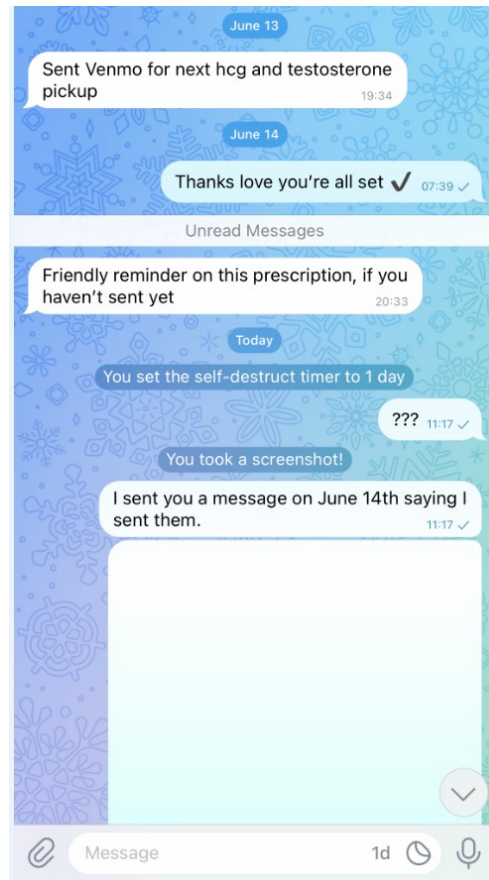 June 13
Sent Venmo for next hcg and testosterone
pickup
19:34
June 14
Thanks love you’re all set ✔ 07:39
Unread Messages
Friendly reminder on this prescription, if you
haven’t sent yet
20:33
Today
You set the self-destruct timer to 1 day
??? 11:17
You took a screenshot!
I sent you a message on June 14th saying I
sent them.
11:17
Message
1d